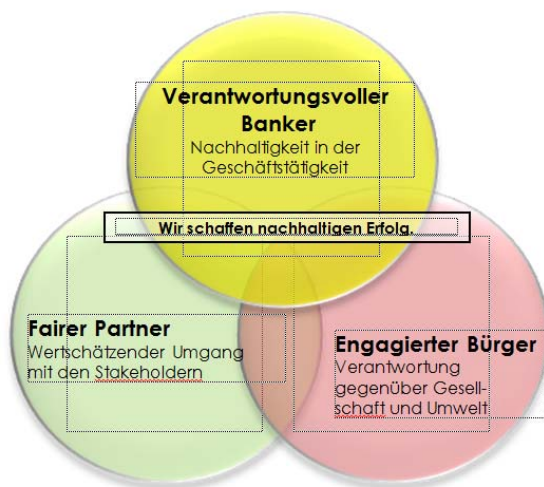 Verantwortungsvoller
Banker
Nachhaltigkeit in der
Geschäftstätigkeit
Wir schaffen nachhaltigen Erfolg.
Fairer Partner
Wertschätzender Umgang
mit den Stakeholdern
Engagierter Bürger
Verantwortung
gegenüber Gesell-
schaft und Umwelt